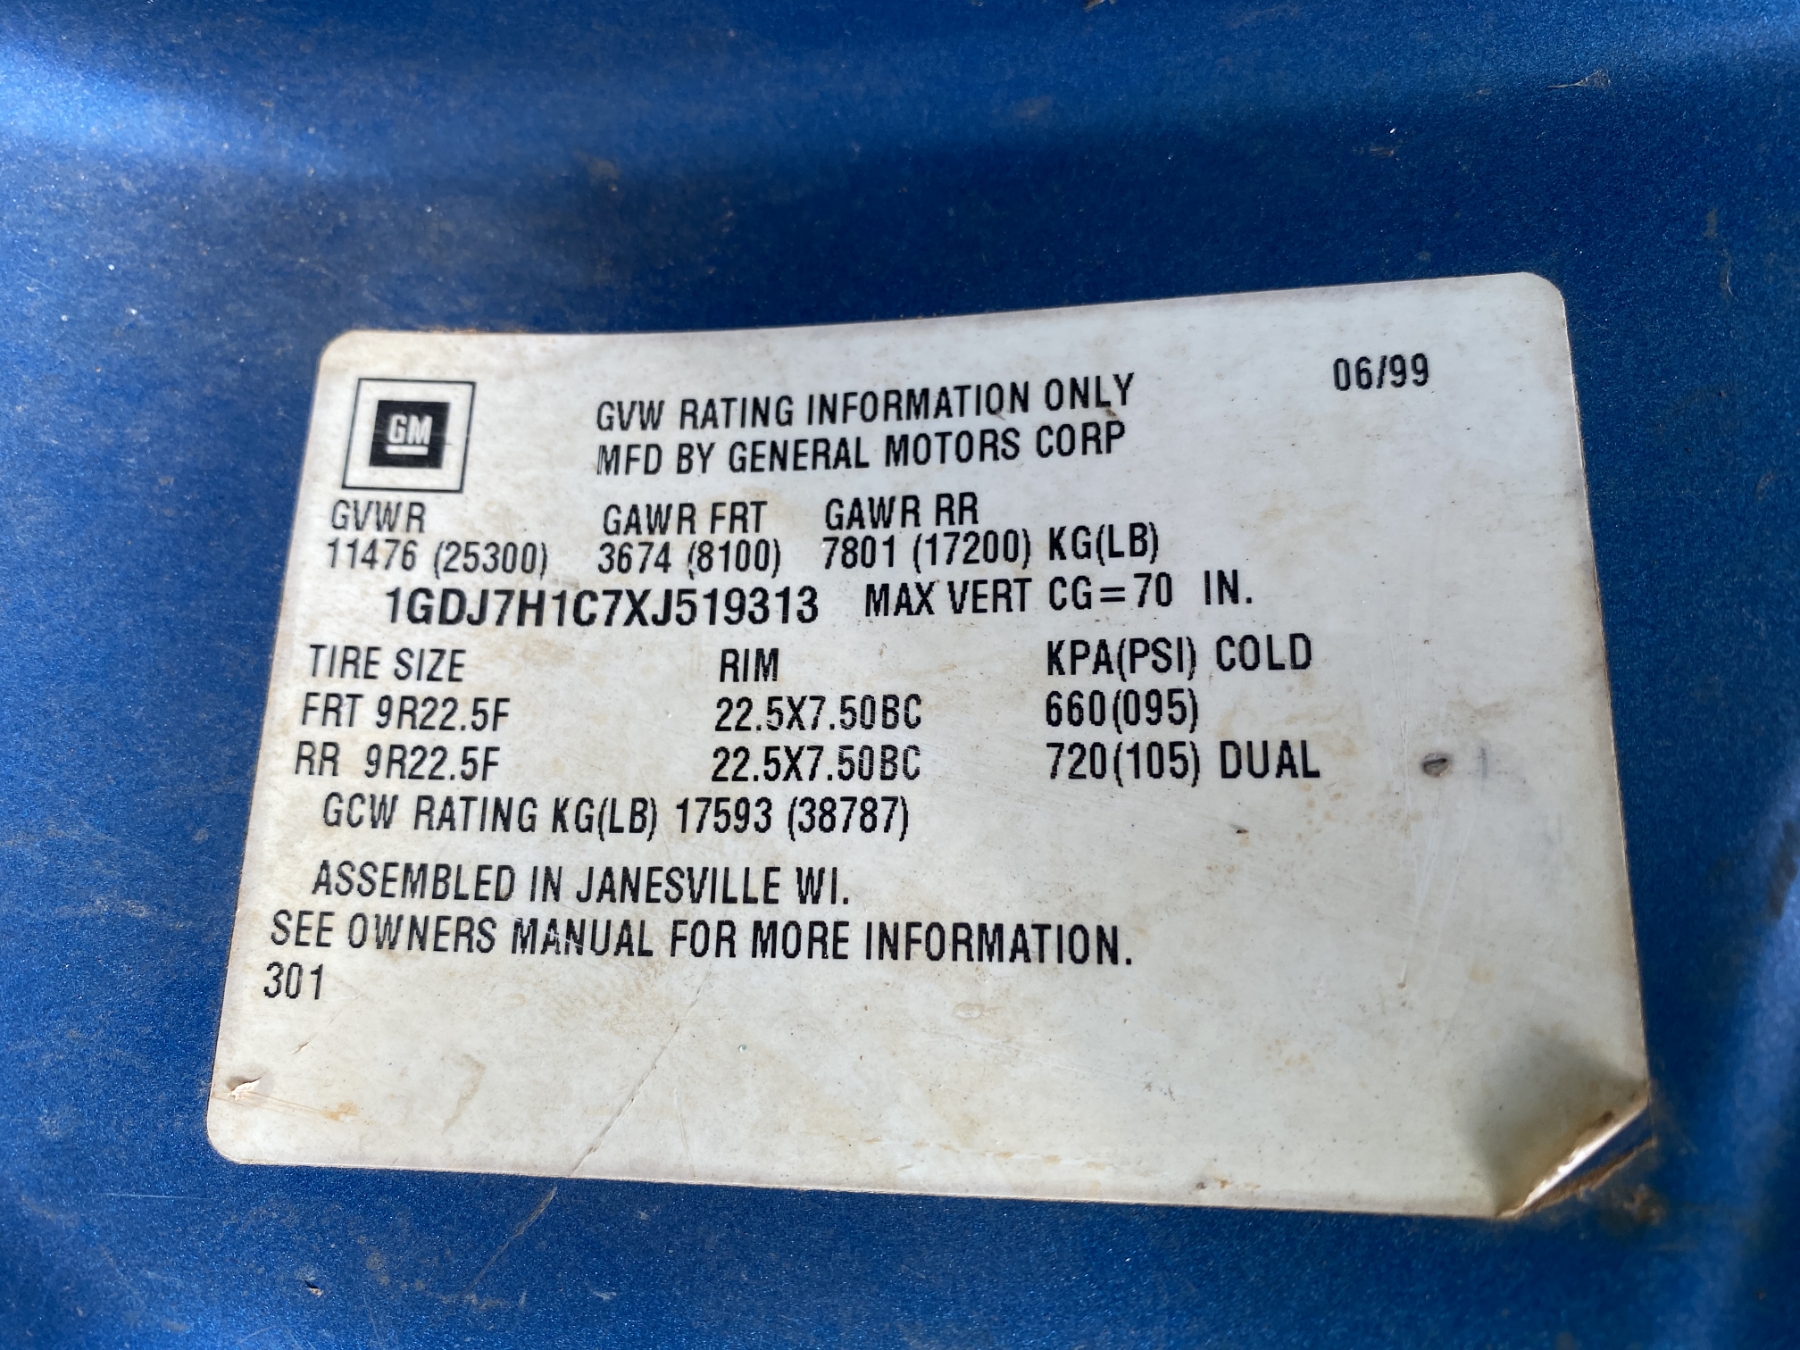 GM
GVW RATING INFORMATION ONLY 06/99
MFD BY GENERAL MOTORS CORP
GVWR GAWR FRT GAWR RR
11476 (25300) 3674 (8100) 7801 (17200) KG(LB)
1GDJ7H1C7XJ519313 MAX VERT CG=70 IN.
TIRE SIZE RIM KPA(PSI) COLD
FRT 9R22.5F 22.5X7.50BC 660(095)
RR 9R22.5F 22.5X7.50BC 720(105) DUAL
GCW RATING KG(LB) 17593 (38787)
ASSEMBLED IN JANESVILLE WI.
SEE OWNERS MANUAL FOR MORE INFORMATION.
301